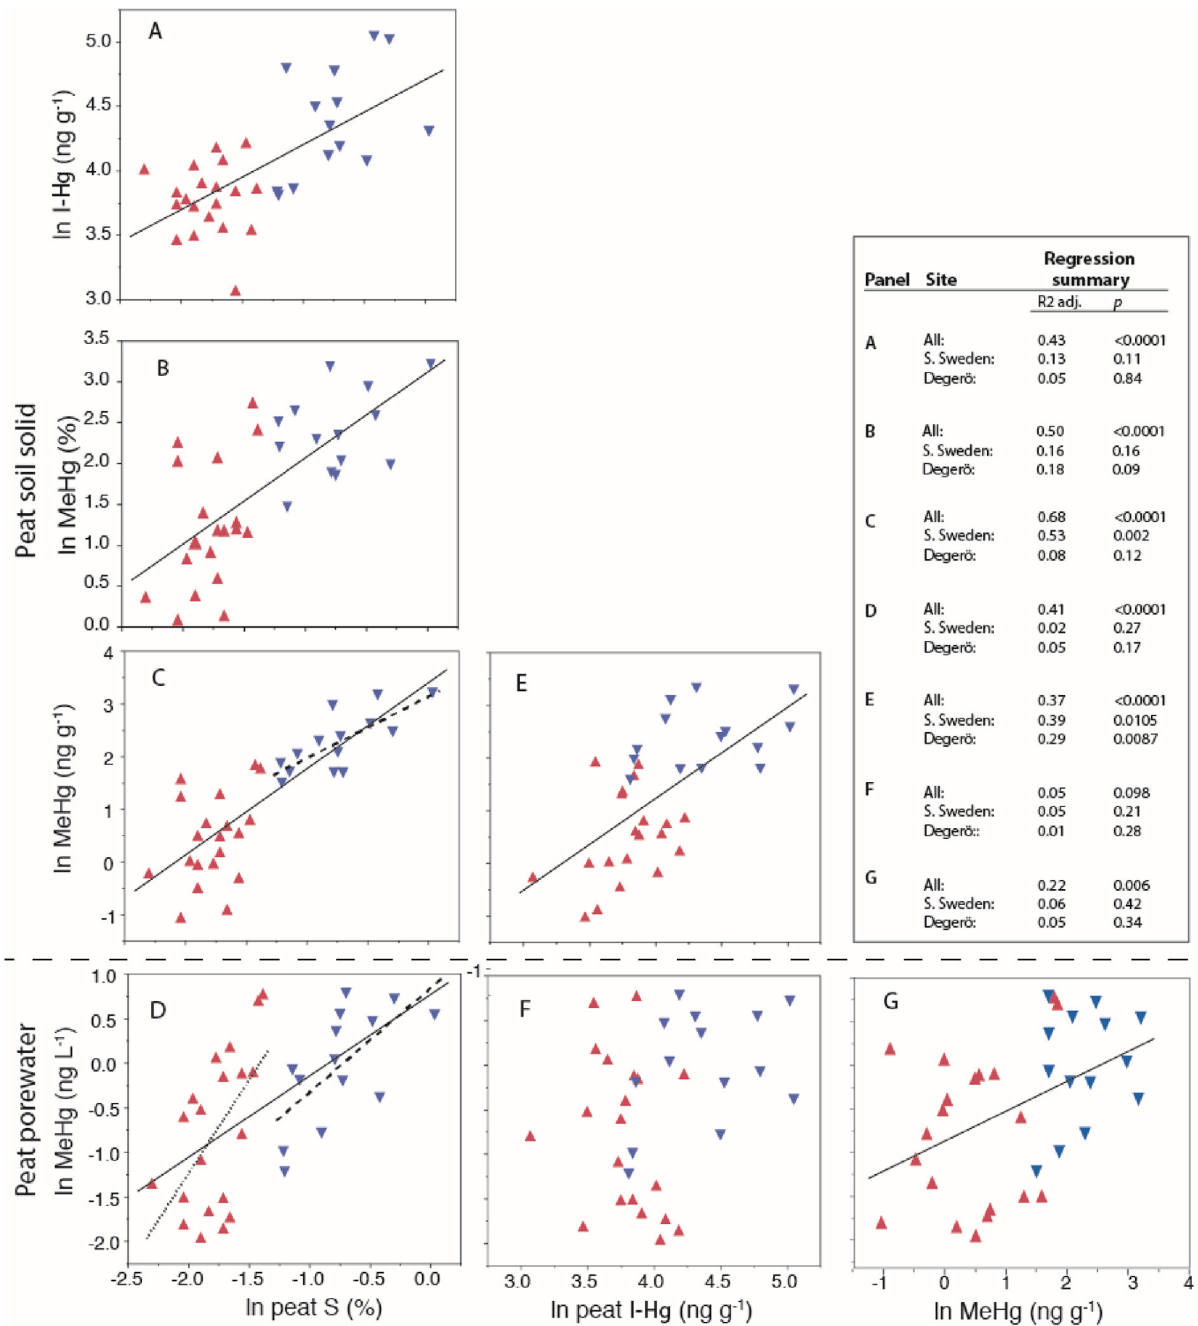 A
5.0
4.5
4.0
3.5
3.0
ln I-Hg (ng g-1)
B
3.5
3.0
2.5
2.0
1.5
1.0
0.5
0.0
ln MeHg (%)
Peat soil solid
C
4
3
2
1
0
-1
ln MeHg (ng g-1)
E
-1
Regression
Panel Site summary
R2 adj. p
A All: 0.43 <0.0001
S. Sweden: 0.13 0.11
Degerö: 0.05 0.84
B All: 0.50 <0.0001
S. Sweden: 0.16 0.16
Degerö: 0.18 0.09
C All: 0.68 <0.0001
S. Sweden: 0.53 0.002
Degerö: 0.08 0.12
D All: 0.41 <0.0001
S. Sweden: 0.02 0.27
Degerö: 0.05 0.17
E All: 0.37 <0.0001
S. Sweden: 0.39 0.0105
Degerö: 0.29 0.0087
F All: 0.05 0.098
S. Sweden: 0.05 0.21
Degerö:: 0.01 0.28
G All: 0.22 0.006
S. Sweden: 0.06 0.42
Degerö: 0.05 0.34
D
1.0
0.5
0.0
-0.5
-1.0
-1.5
-2.0
ln MeHg (ng L-1)
Peat porewater
-2.5 -2.0 -1.5 -1.0 -0.5 0.0
ln peat S (%)
F
3.0 3.5 4.0 4.5 5.0
ln peat I-Hg (ng g-1)
G
-1 0 1 2 3 4
ln MeHg (ng g-1)